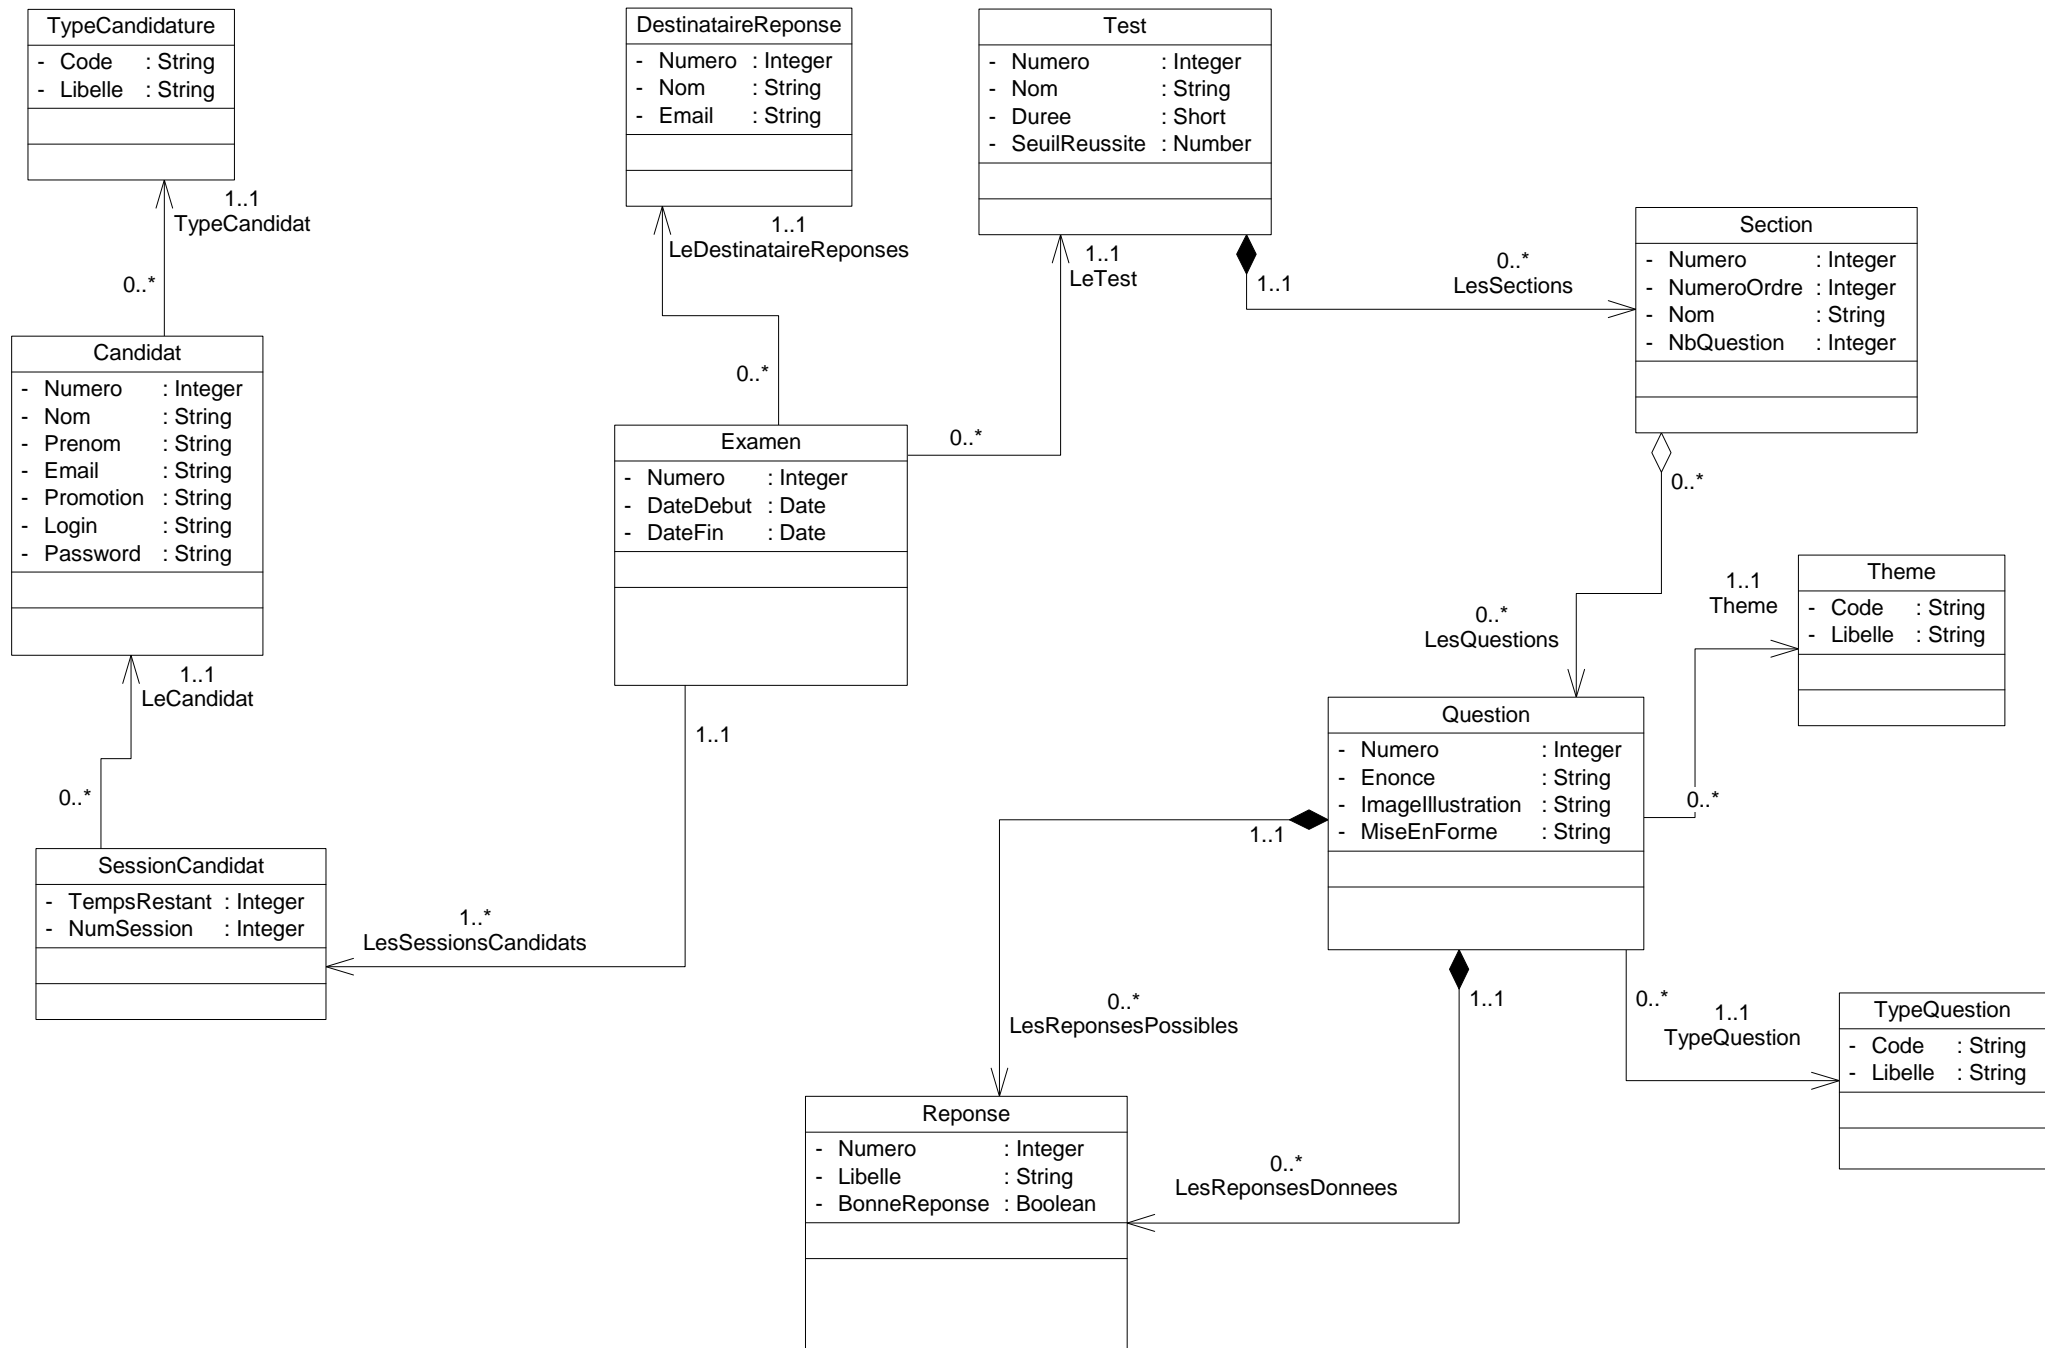 TypeCandidature
- Code : String
- Libelle : String
1..1
TypeCandidat
0..*
DestinataireReponse
- Numero : Integer
- Nom : String
- Email : String
1..1
LeDestinataireReponses
0..*
Test
- Numero : Integer
- Nom : String
- Duree : Short
- SeuilReussite : Number
1..1
LeTest
0..*
1..1
0..*
LesSections
Section
- Numero : Integer
- NumeroOrdre : Integer
- Nom : String
- NbQuestion : Integer
0..*
0..*
LesQuestions
Candidat
- Numero : Integer
- Nom : String
- Prenom : String
- Email : String
- Promotion : String
- Login : String
- Password : String
1..1
LeCandidat
0..*
Examen
- Numero : Integer
- DateDebut : Date
- DateFin : Date
1..1
1..*
LesSessionsCandidats
SessionCandidat
- TempsRestant : Integer
- NumSession : Integer
Theme
- Code : String
- Libelle : String
1..1
Theme
0..*
Question
- Numero : Integer
- Enonce : String
- ImageIllustration : String
- MiseEnForme : String
1..1
0..*
LesReponsesPossibles
1..1
0..*
LesReponsesDonnees
0..*
1..1
TypeQuestion
TypeQuestion
- Code : String
- Libelle : String
Reponse
- Numero : Integer
- Libelle : String
- BonneReponse : Boolean